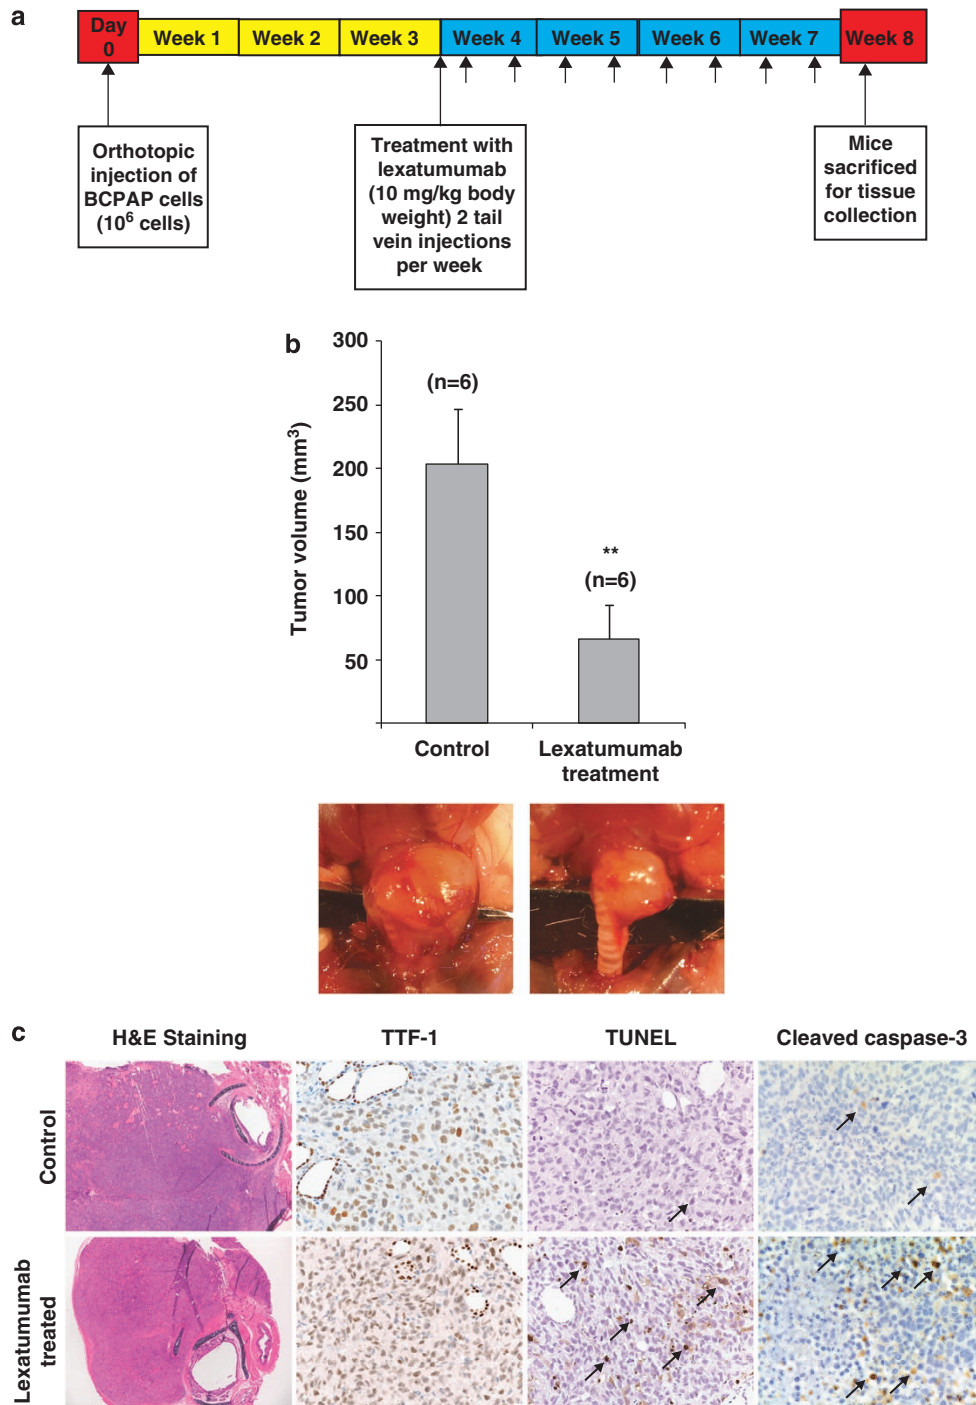 a
Day 0
Week 1
Week 2
Week 3
Week 4
Week 5
Week 6
Week 7
Week 8
Orthotopic
injection of
BCPAP cells
(10⁶ cells)
Treatment with
lexatumumab
(10 mg/kg body
weight) 2 tail
vein injections
per week
Mice
sacrificed
for tissue
collection
b
Tumor volume (mm³)
300
250
200
150
100
50
(n=6)
**
(n=6)
Control
Lexatumumab
treatment
c
H&E Staining
TTF-1
TUNEL
Cleaved caspase-3
Control
Lexatumumab
treated